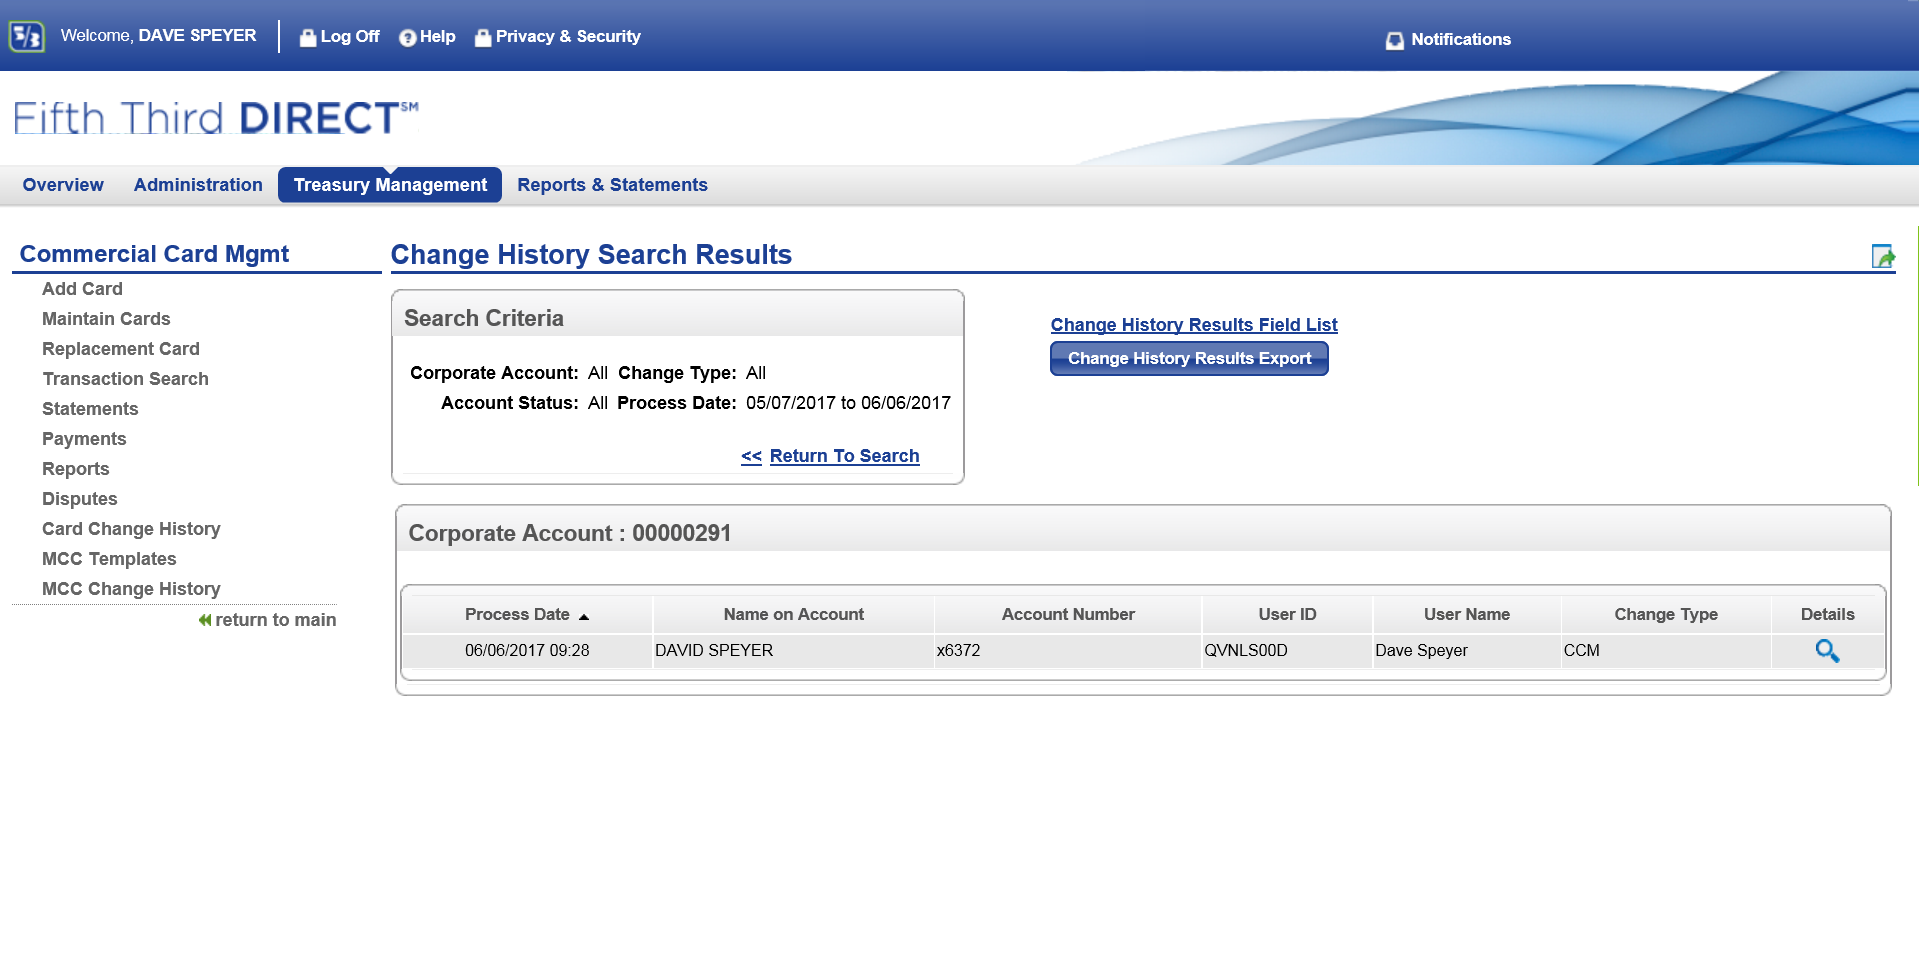 5/3 Welcome, DAVE SPEYER Log Off Help Privacy & Security Notifications
Fifth Third DIRECT℠
Overview Administration Treasury Management Reports & Statements
Commercial Card Mgmt
Add Card
Maintain Cards
Replacement Card
Transaction Search
Statements
Payments
Reports
Disputes
Card Change History
MCC Templates
MCC Change History
return to main
Change History Search Results
Search Criteria
Corporate Account: All Change Type: All
Account Status: All Process Date: 05/07/2017 to 06/06/2017
<< Return To Search
Change History Results Field List
Change History Results Export
Corporate Account : 00000291
Process Date Name on Account Account Number User ID User Name Change Type Details
06/06/2017 09:28 DAVID SPEYER x6372 QVNLS00D Dave Speyer CCM